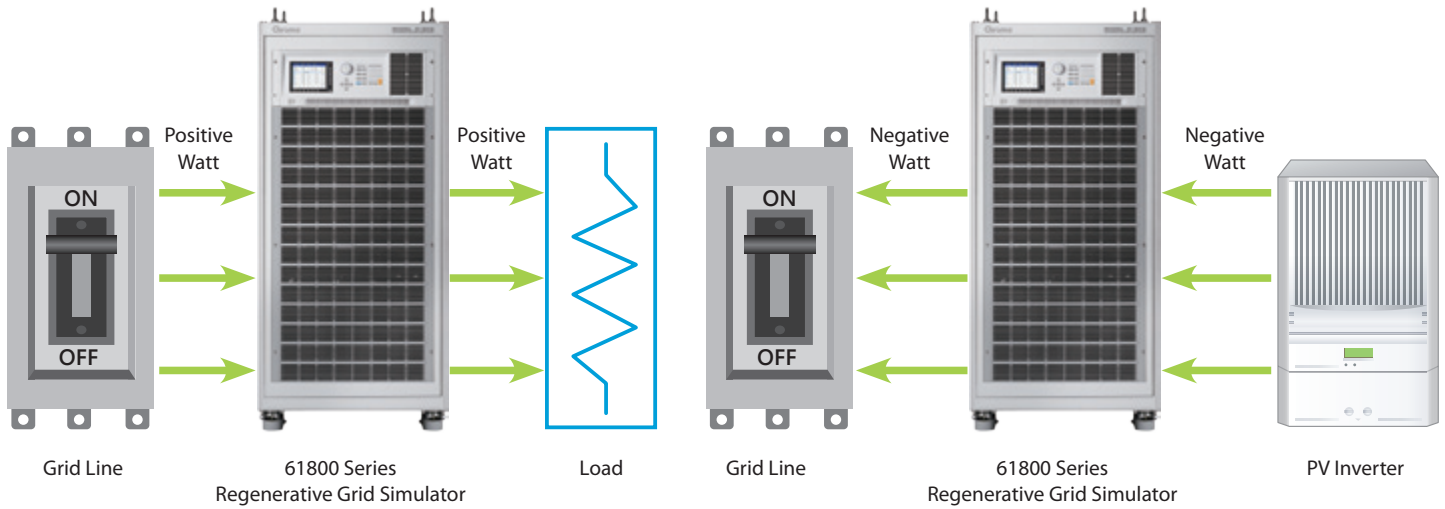 Positive
Watt
Positive
Watt
Negative
Watt
Negative
Watt
ON
OFF
ON
OFF
Grid Line
61800 Series
Regenerative Grid Simulator
Load
Grid Line
61800 Series
Regenerative Grid Simulator
PV Inverter